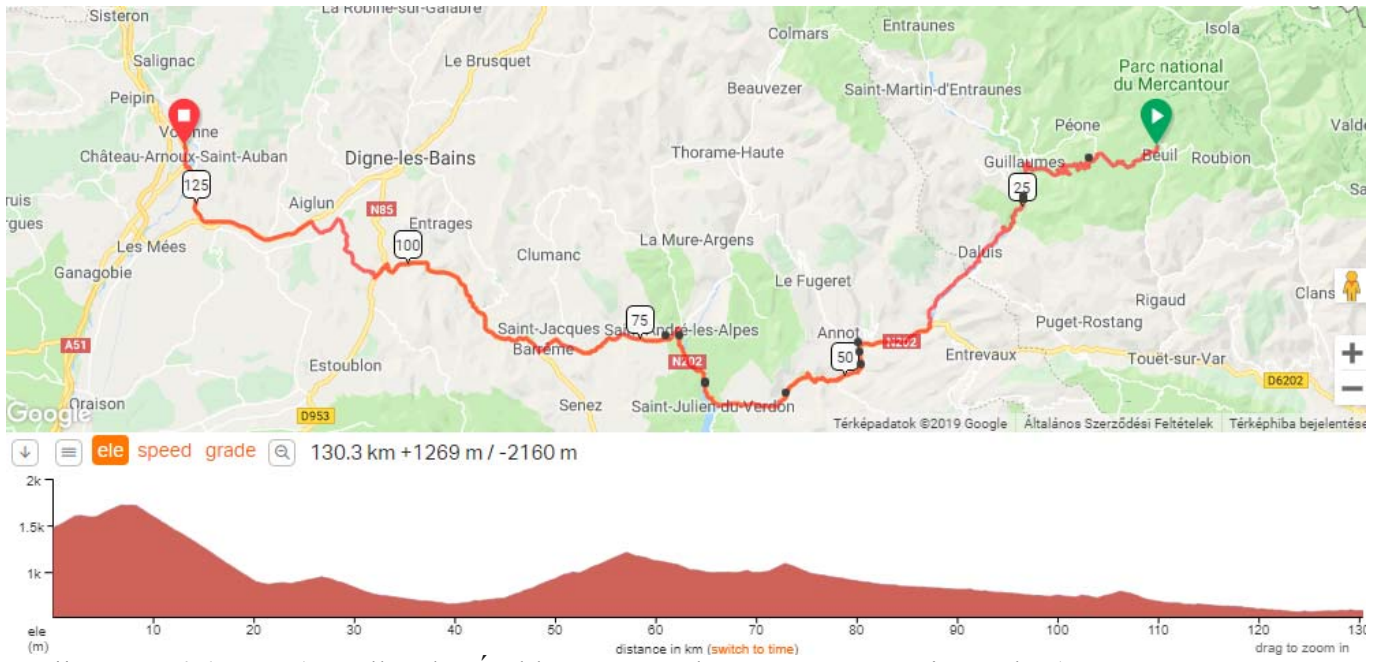 La Robine-sur-Galabre
Sisteron
Entraunes
Isola
Colmars
Salignac
Le Brusquet
Parc national
du Mercantour
Peipin
Beauvezer
Saint-Martin-d'Entraunes
Péone
Valde
Château-Arnoux-Saint-Auban
Digne-les-Bains
Thorame-Haute
Guillaumes
Beuil
Roubion
125
25
Aiglun
N85
Entrages
Les Mées
100
Clumanc
La Mure-Argens
Daluis
Ganagobie
Le Fugeret
Rigaud
Clans
75
Saint-Jacques
Puget-Rostang
A51
Barrême
Annot
N202
Estoublon
N202
50
Entrevaux
Touët-sur-Var
D6202
Oraison
Senez
Saint-Julien-du-Verdon
Google
D953
Térképadatok ©2019 Google
Általános Szerződési Feltételek
Térképhiba bejelentése
ele speed grade 130.3 km +1269 m / -2160 m
2k
1.5k
1k
ele
(m)
10 20 30 40 50 60 70 80 90 100 110 120 130
distance in km (switch to time)
drag to zoom in